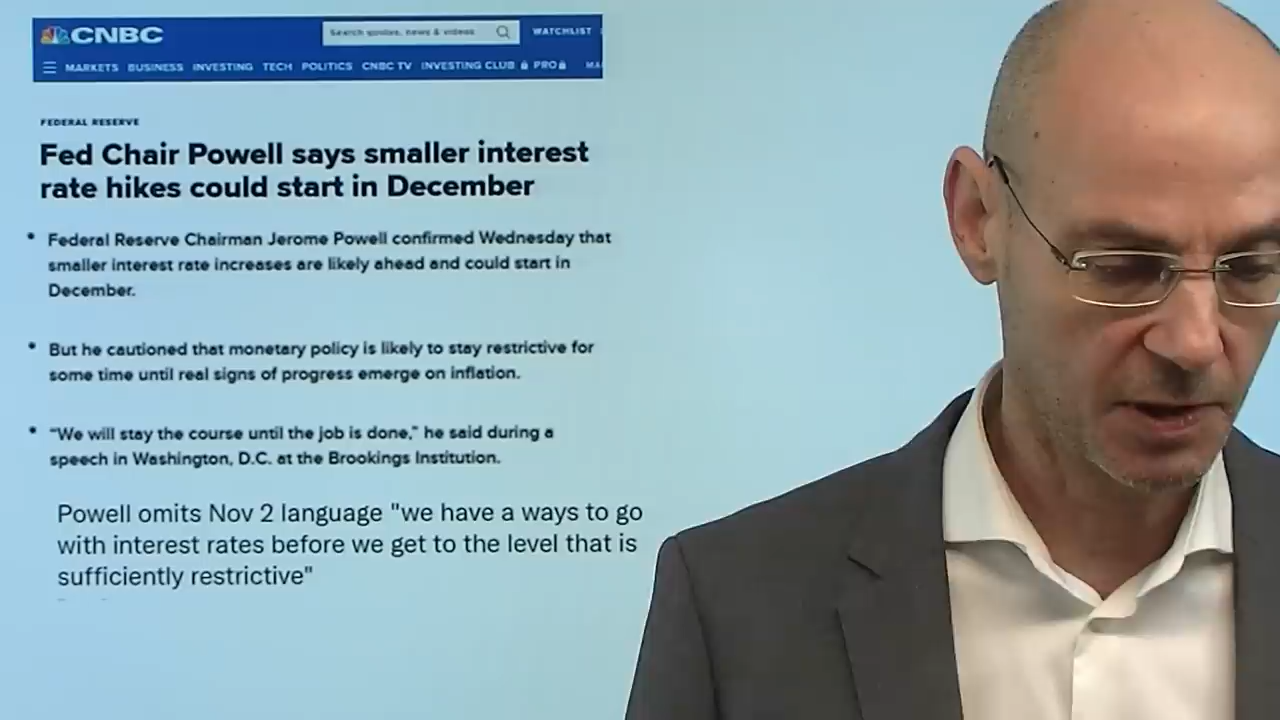 CNBC
Search quotes, news & videos
WATCHLIST
MARKETS BUSINESS INVESTING TECH POLITICS CNBC TV INVESTING CLUB PRO
FEDERAL RESERVE
Fed Chair Powell says smaller interest
rate hikes could start in December
• Federal Reserve Chairman Jerome Powell confirmed Wednesday that
smaller interest rate increases are likely ahead and could start in
December.
• But he cautioned that monetary policy is likely to stay restrictive for
some time until real signs of progress emerge on inflation.
• “We will stay the course until the job is done,” he said during a
speech in Washington, D.C. at the Brookings Institution.
Powell omits Nov 2 language "we have a ways to go
with interest rates before we get to the level that is
sufficiently restrictive"